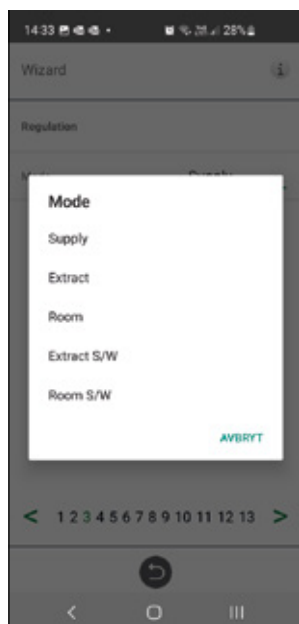 14:33 28%
Wizard
Regulation
Mode Supply
Mode
Supply
Extract
Room
Extract S/W
Room S/W
AVBRYT
< 1 2 3 4 5 6 7 8 9 10 11 12 13 >